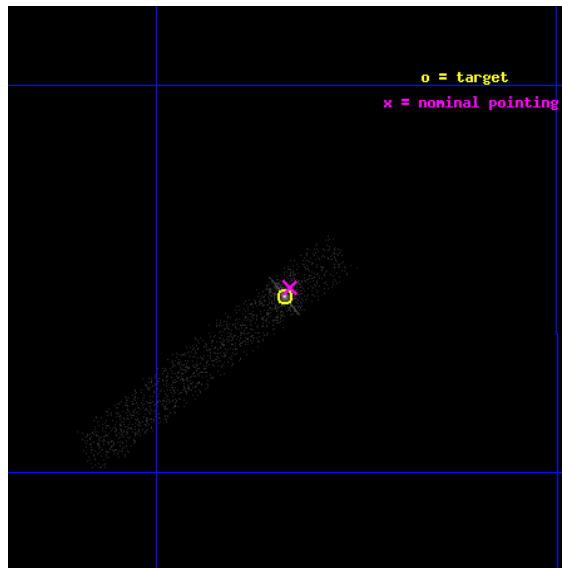 o = target
x = nominal pointing